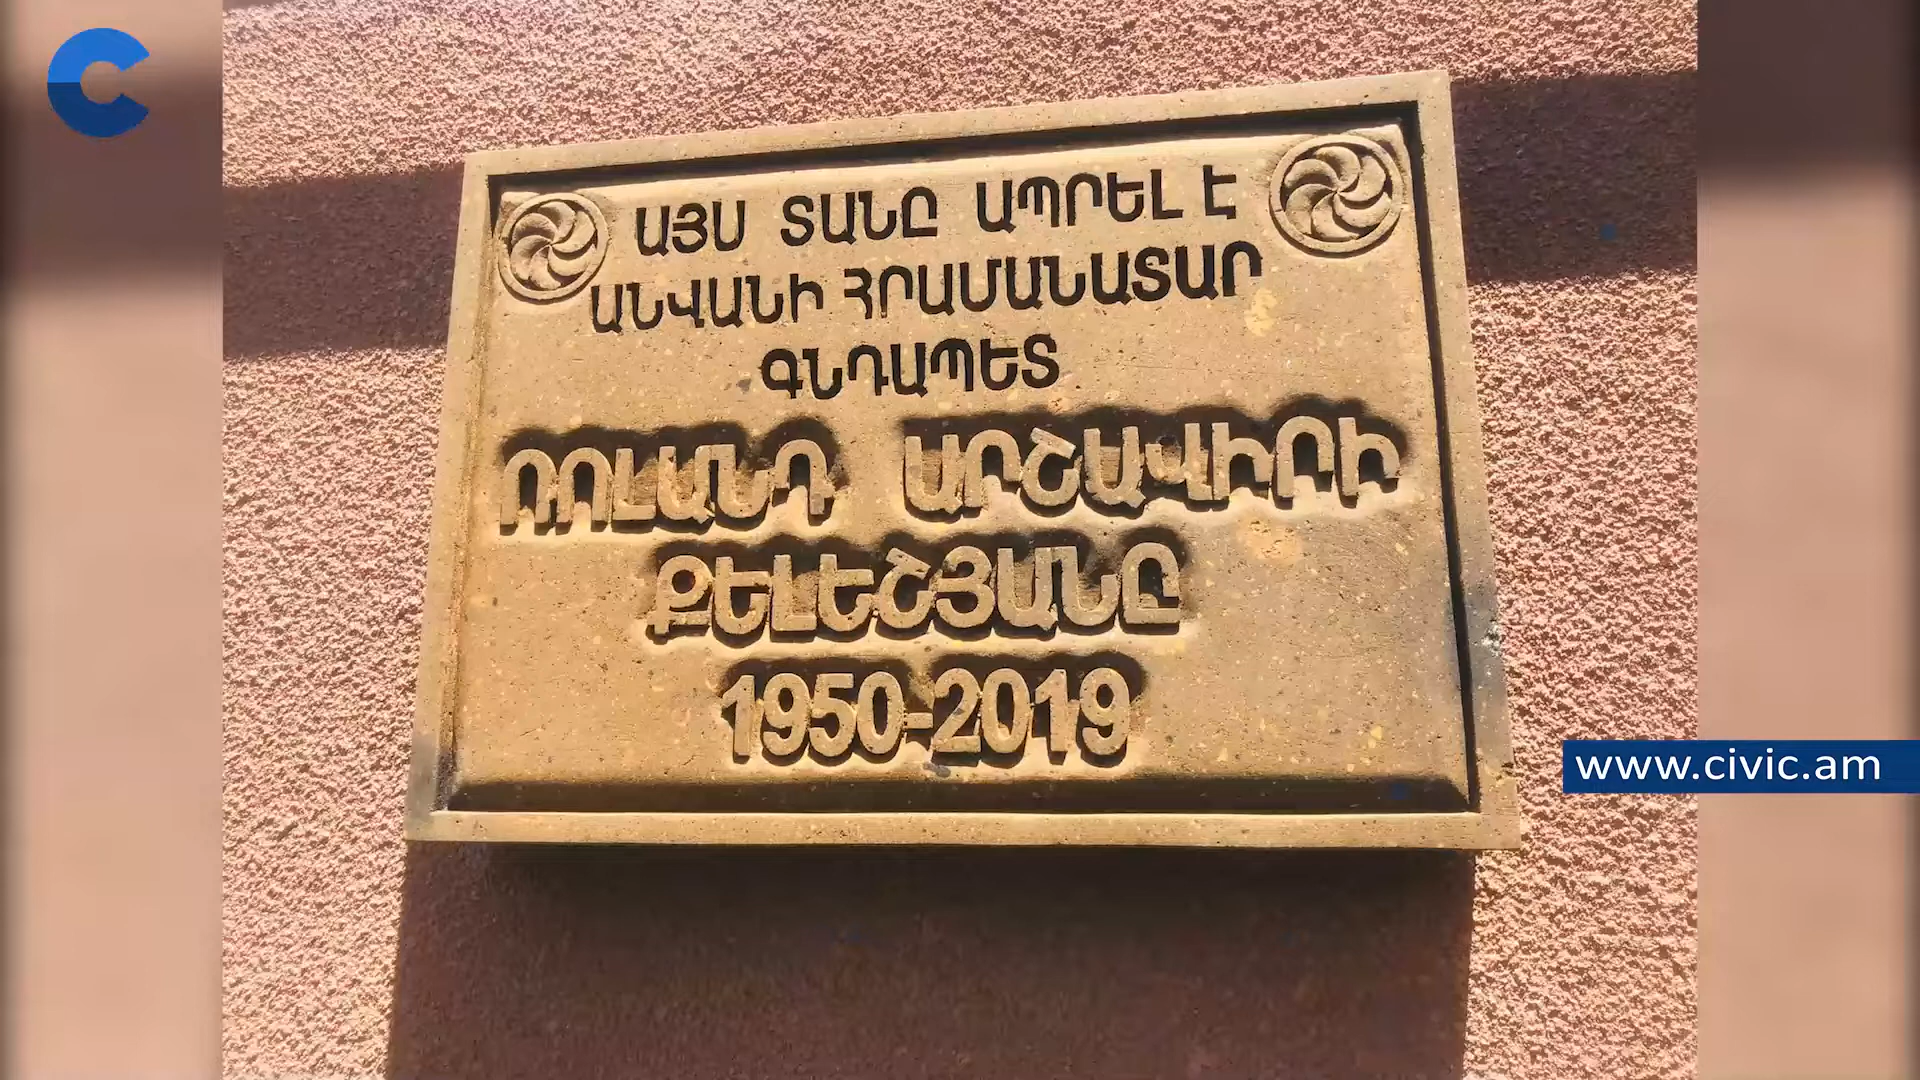 ԱՅՍ ՏԱՆԸ ԱՊՐԵԼ Է
ԱՆՎԱՆԻ ՀՐԱՄԱՆԱՏԱՐ
ԳՆԴԱՊԵՏ
ՌՈԼԱՆԴ ԱՐՇԱՎԻՐԻ
ՔԵԼԵՇՅԱՆԸ
1950-2019
www.civic.am